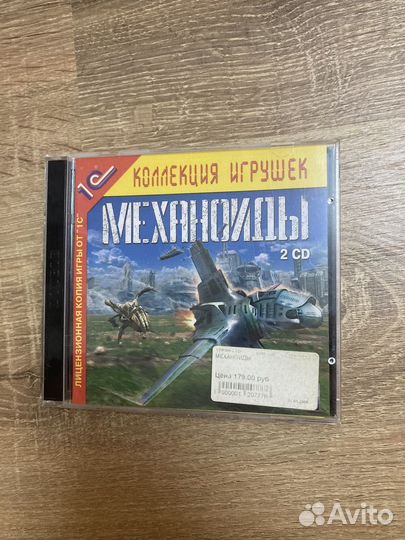 1С
КОЛЛЕКЦИЯ ИГРУШЕК
МЕХАНОИДЫ
2 CD
ЛИЦЕНЗИОННАЯ КОПИЯ ИГРЫ ОТ "1С"
МЕХАНОИДЫ
Цена 179.00 руб
Avito